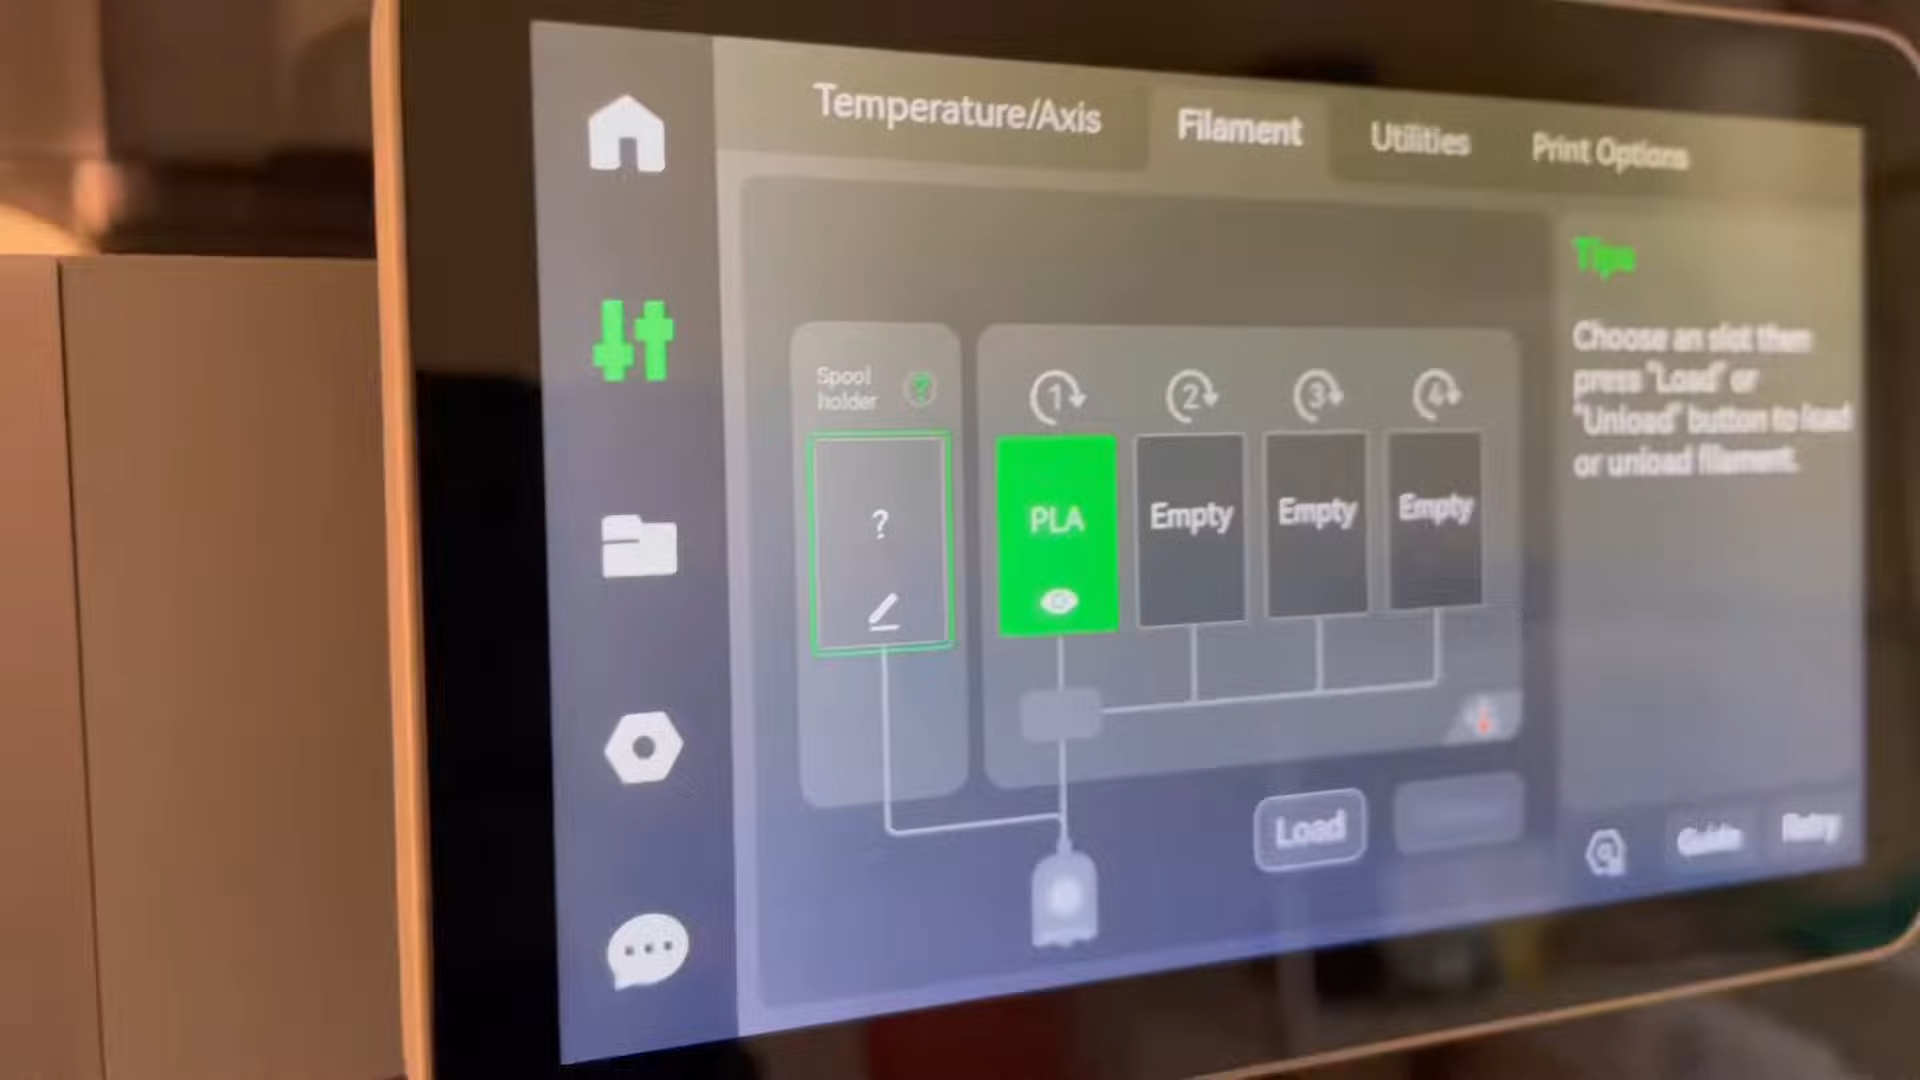 Temperature/Axis
Filament
Utilities
Print Options
Tips
Choose an slot then
press "Load" or
"Unload" button to load
or unload filament.
Spool
holder
?
1
2
3
4
?
PLA
Empty
Empty
Empty
Load
Guide
Retry